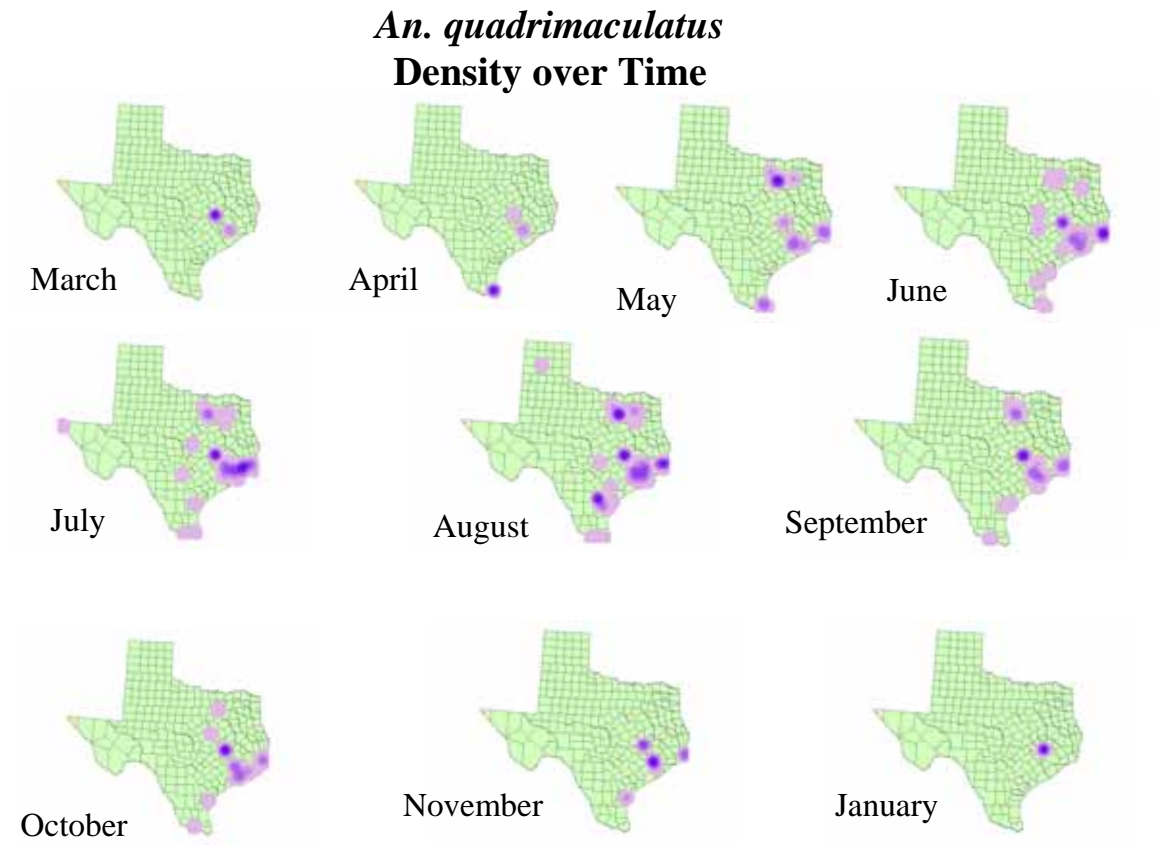 An. quadrimaculatus
Density over Time
March
April
May
June
July
August
September
October
November
January